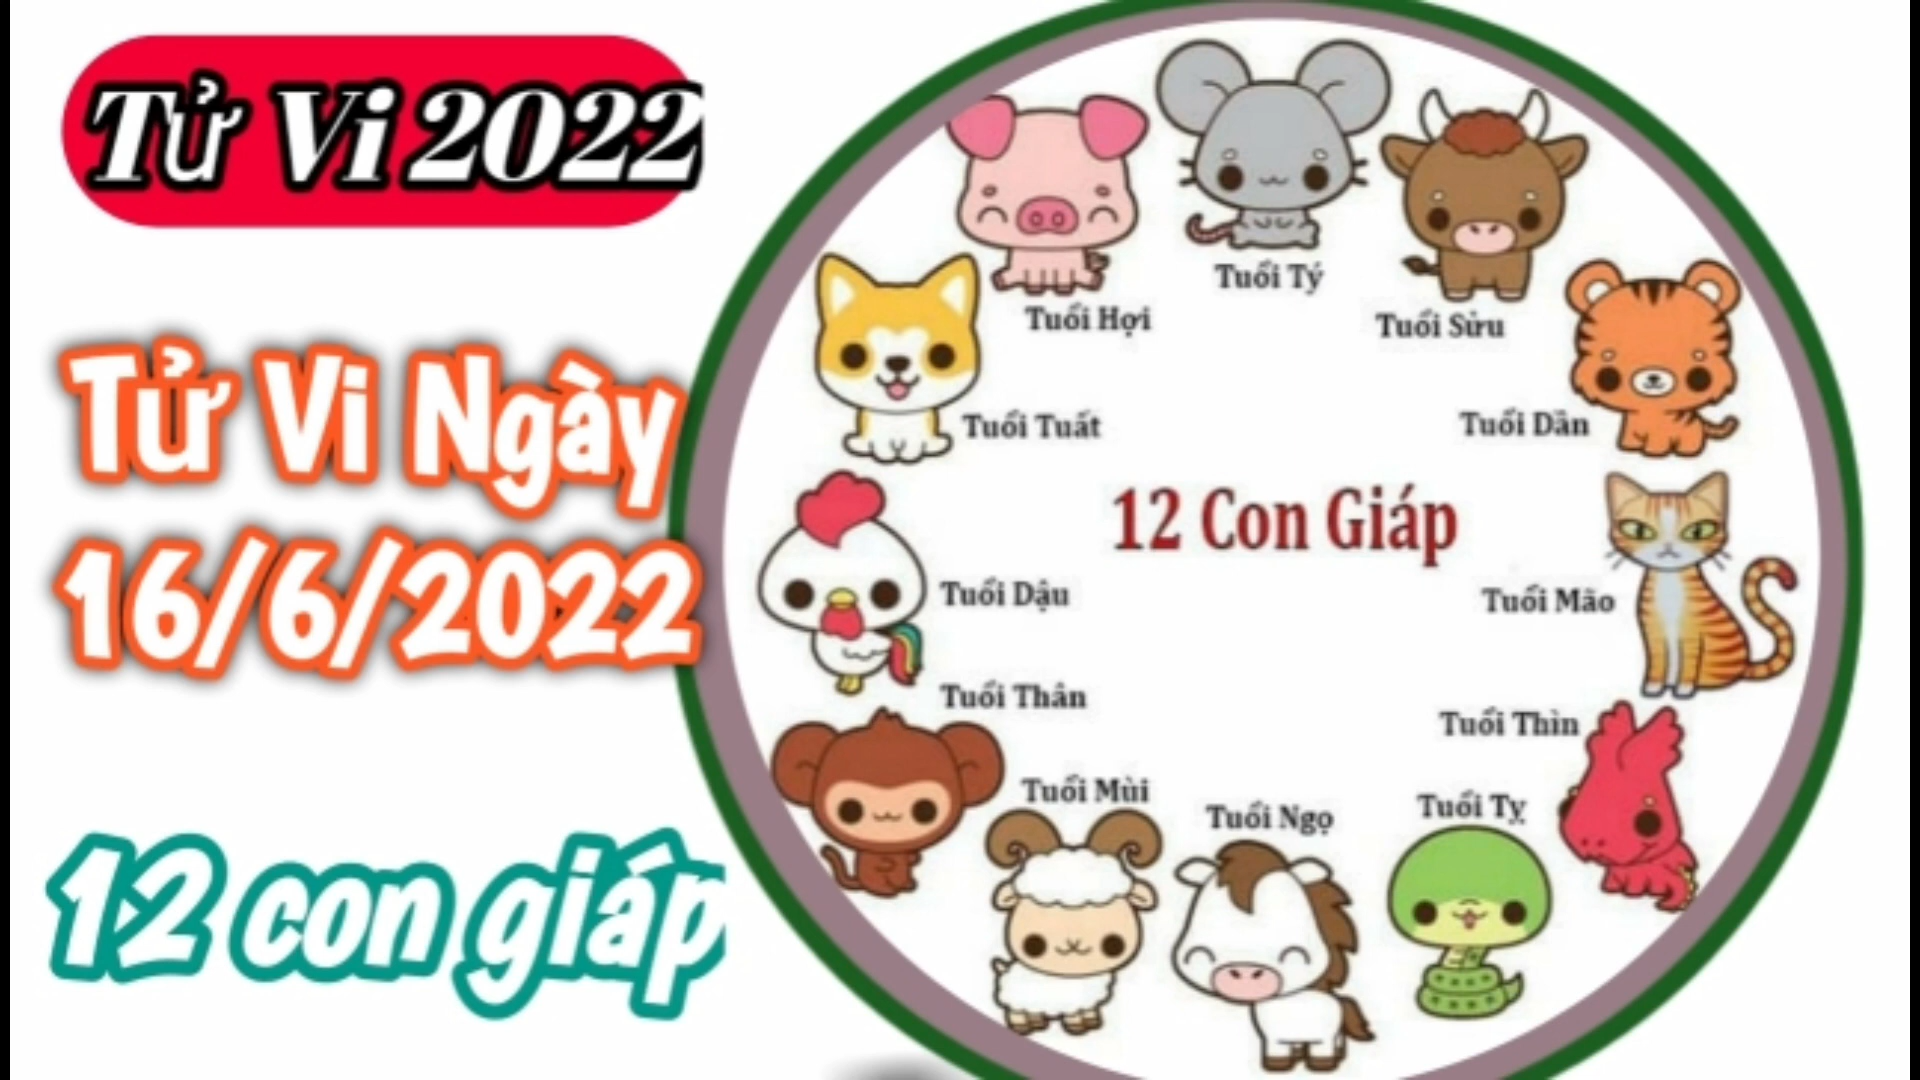 Tử Vi 2022
Tử Vi Ngày
16/6/2022
12 con giáp
Tuổi Tý
Tuổi Hợi
Tuổi Sửu
Tuổi Tuất
Tuổi Dần
12 Con Giáp
Tuổi Dậu
Tuổi Mão
Tuổi Thân
Tuổi Thìn
Tuổi Mùi
Tuổi Ngọ
Tuổi Tỵ